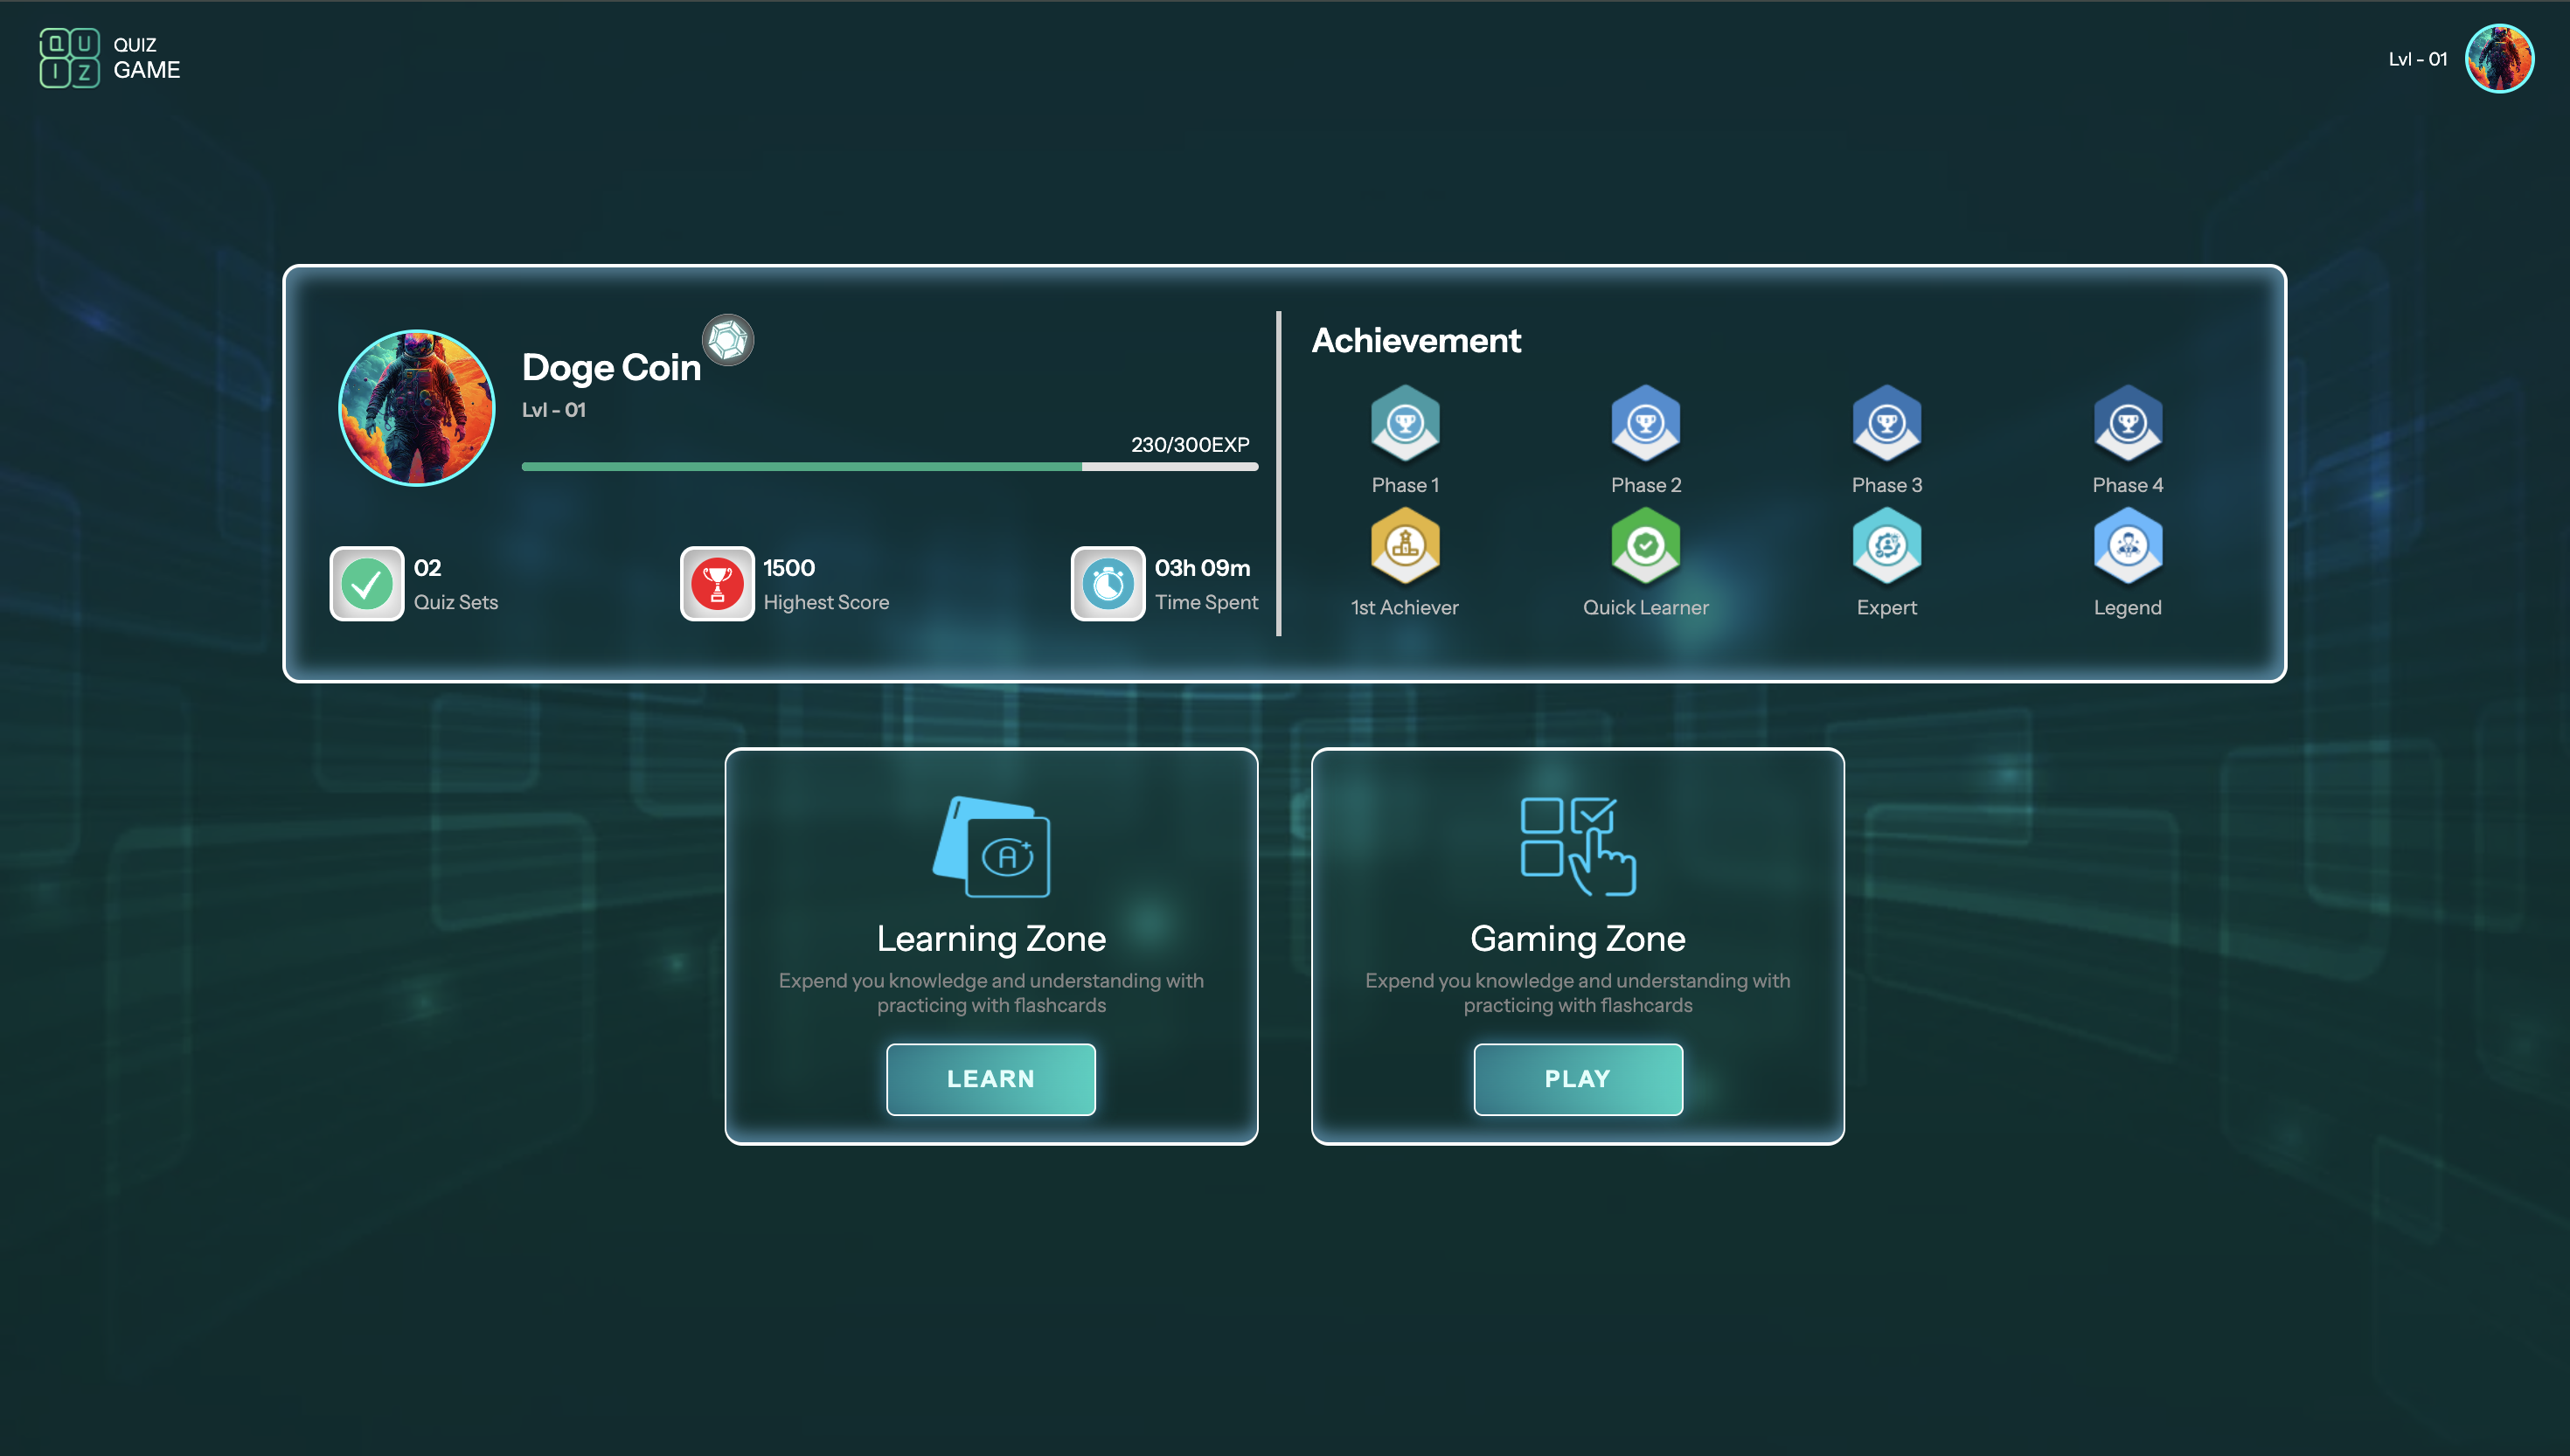 Q U
I Z
QUIZ
GAME
Lvl - 01
Doge Coin
Lvl - 01
230/300EXP
02
Quiz Sets
1500
Highest Score
03h 09m
Time Spent
Achievement
Phase 1
Phase 2
Phase 3
Phase 4
1st Achiever
Quick Learner
Expert
Legend
A+
Learning Zone
Expend you knowledge and understanding with
practicing with flashcards
LEARN
Gaming Zone
Expend you knowledge and understanding with
practicing with flashcards
PLAY